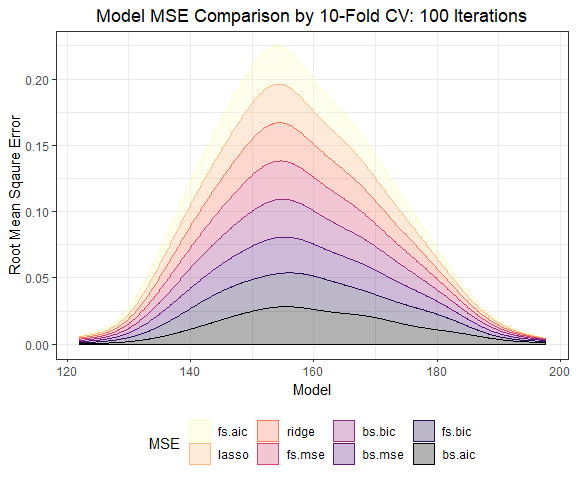 Model MSE Comparison by 10-Fold CV: 100 Iterations
Root Mean Sqaure Error
0.20
0.15
0.10
0.05
0.00
120 140 160 180 200
Model
MSE
fs.aic ridge bs.bic fs.bic
lasso fs.mse bs.mse bs.aic